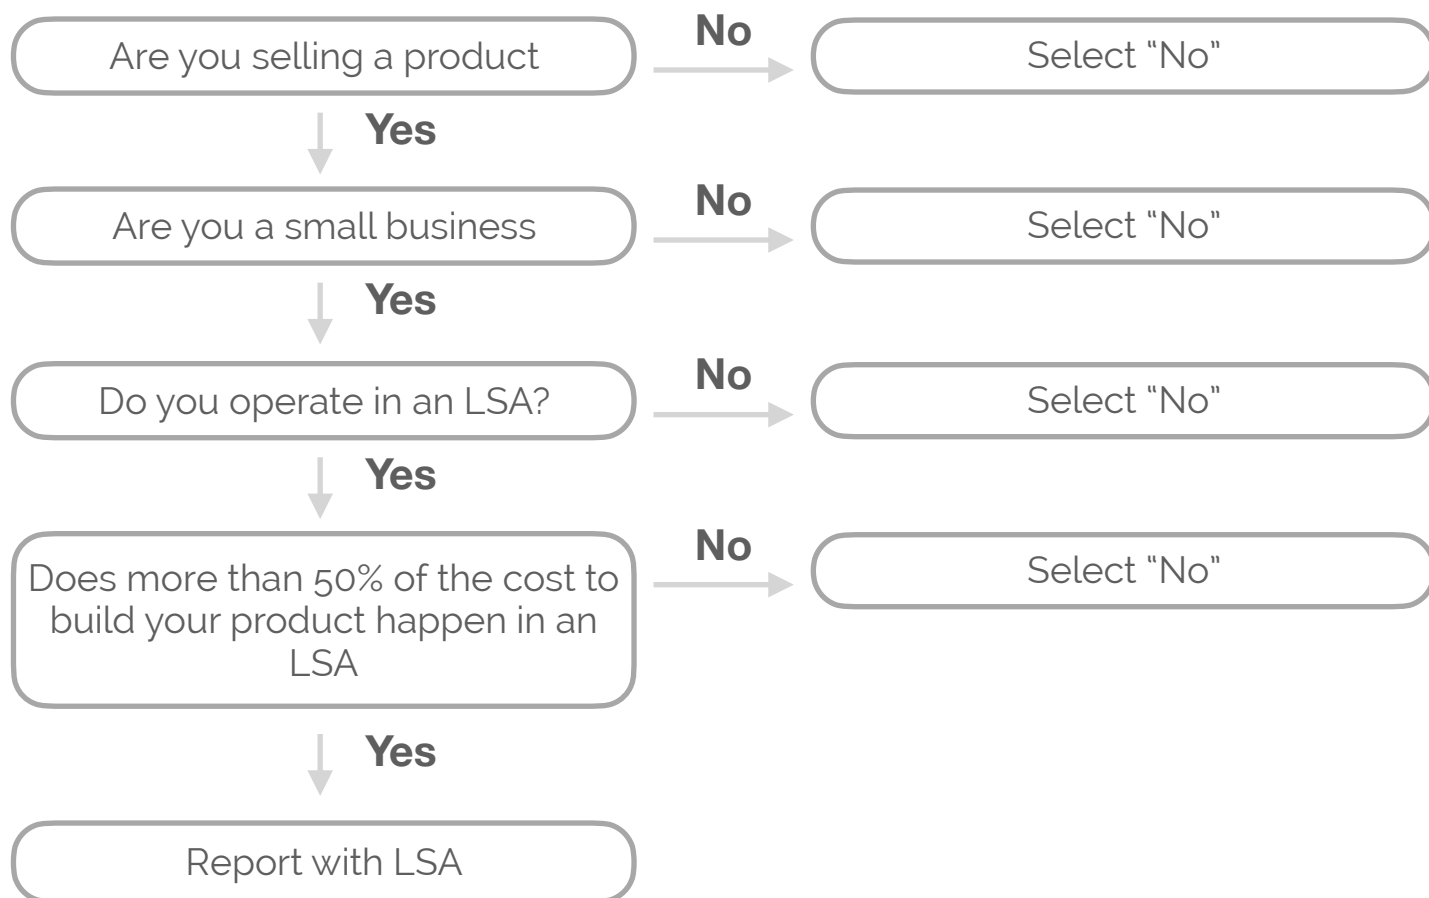 Are you selling a product
No
Select “No”
Yes
Are you a small business
No
Select “No”
Yes
Do you operate in an LSA?
No
Select “No”
Yes
Does more than 50% of the cost to
build your product happen in an
LSA
No
Select “No”
Yes
Report with LSA